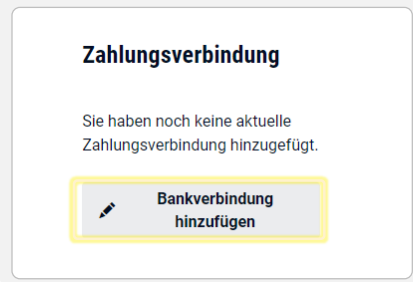 Zahlungsverbindung
Sie haben noch keine aktuelle
Zahlungsverbindung hinzugefügt.
Bankverbindung
hinzufügen